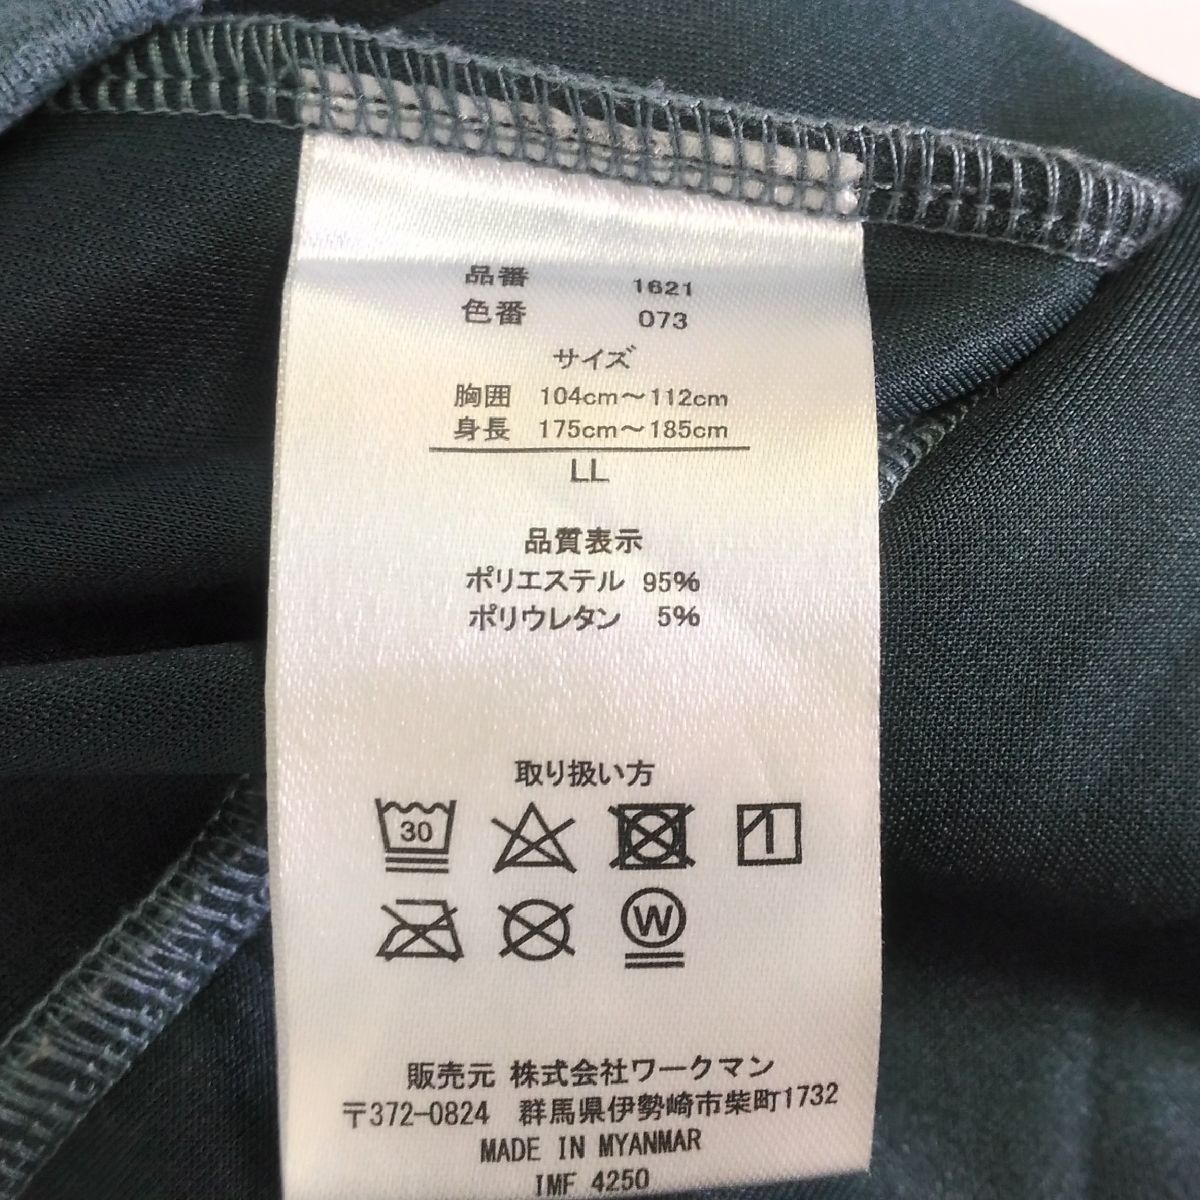 品番 1621
色番 073
サイズ
胸囲 104cm～112cm
身長 175cm～185cm
LL
品質表示
ポリエステル 95%
ポリウレタン 5%
取り扱い方
30
W
販売元 株式会社ワークマン
〒372-0824 群馬県伊勢崎市柴町1732
MADE IN MYANMAR
IMF 4250